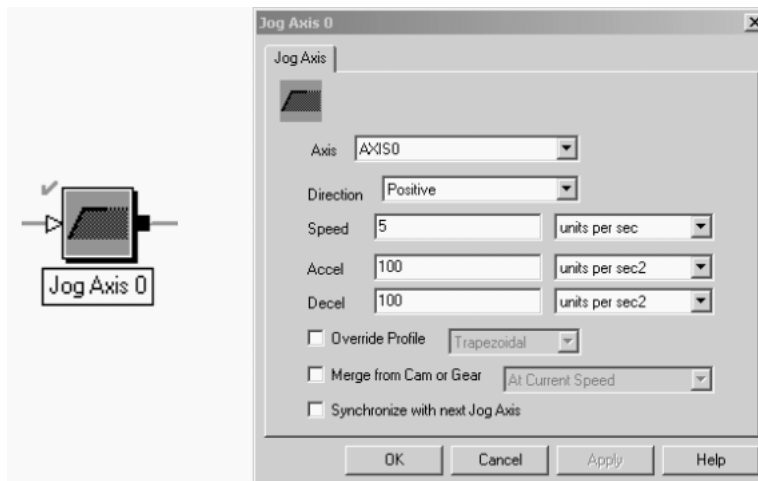 Jog Axis 0
Jog Axis 0
Jog Axis
Axis AXIS0
Direction Positive
Speed 5 units per sec
Accel 100 units per sec2
Decel 100 units per sec2
Override Profile Trapezoidal
Merge from Cam or Gear At Current Speed
Synchronize with next Jog Axis
OK Cancel Apply Help